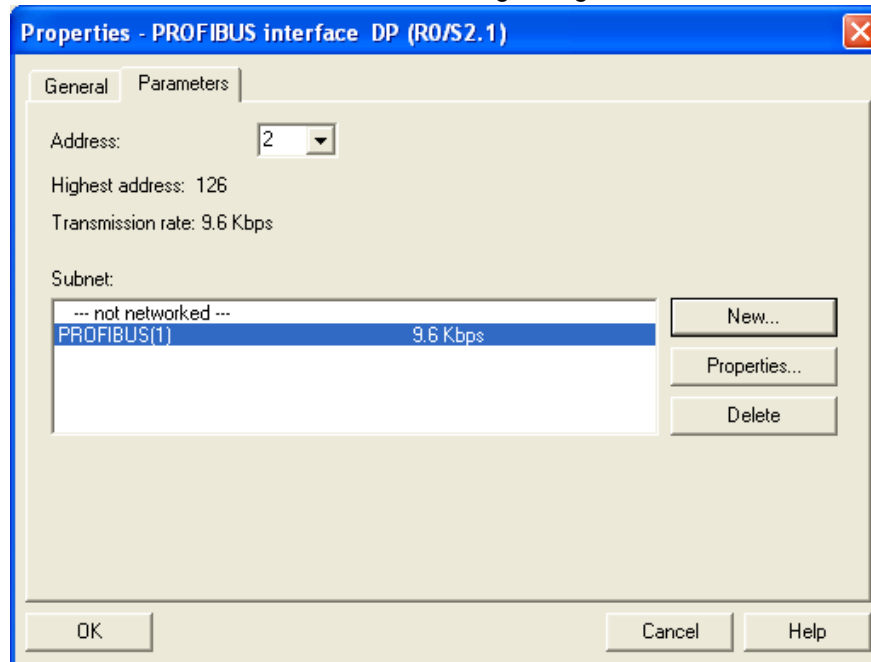 Properties - PROFIBUS interface DP (R0/S2.1)
General Parameters
Address: 2
Highest address: 126
Transmission rate: 9.6 Kbps
Subnet:
--- not networked ---
PROFIBUS(1) 9.6 Kbps
New...
Properties...
Delete
OK Cancel Help